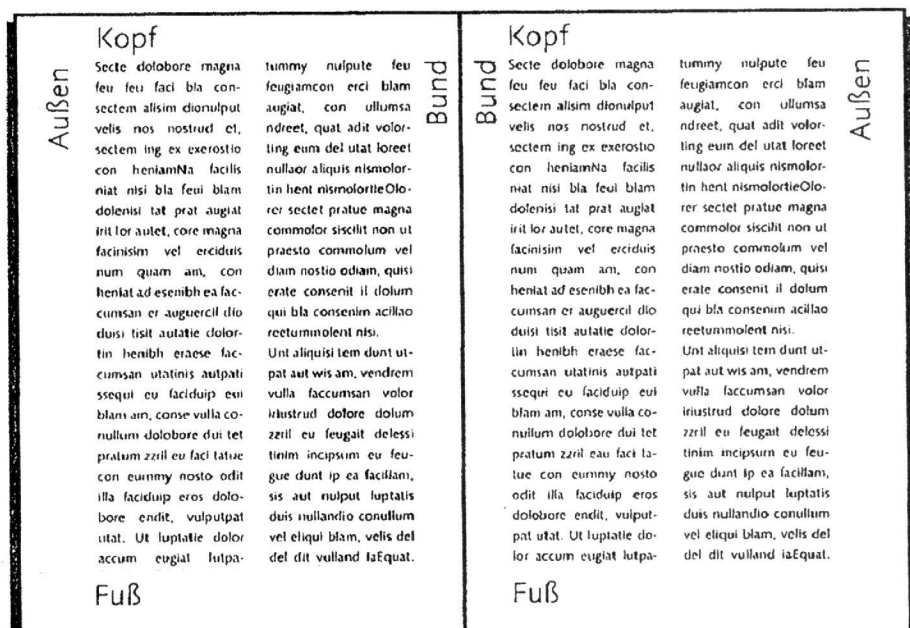 Kopf
Außen
Secte dolobore magna
feu feu faci bla con-
sectem alisim dionulput
velis nos nostrud et,
sectem ing ex exerostio
con heniamNa facilis
niat nisi bla feui blam
dolenisi tat prat augiat
irit lor autet, core magna
facinisim vel erciduis
num quam am, con
heniat ad esenibh ea fac-
cumsan er auguercil dio
duisi tisit autatie dolor-
tin henibh eraese fac-
cumsan utatinis autpati
ssequi eu faciduip eui
blam am, conse vulla co-
nullum dolobore dui tet
pratum zzril eu faci tatue
con eummy nosto odit
illa faciduip eros dolo-
bore endit, vulputpat
utat. Ut luptatie dolor
accum eugiat lutpa-
tummy nulpute feu
feugiamcon erci blam
augiat, con ullumsa
ndreet, quat adit volor-
ting eum del utat loreet
nullaor aliquis nismolor-
tin hent nismolortieOlo-
rer sectet pratue magna
commolor siscilit non ut
praesto commolum vel
diam nostio odiam, quisi
erate consenit il dolum
qui bla consenim acillao
reetummolent nisi.
Unt aliquisi tem dunt ut-
pat aut wis am, vendrem
vulla faccumsan volor
iriustrud dolore dolum
zzril eu feugait delessi
tinim incipsum eu feu-
gue dunt ip ea facillam,
sis aut nulput luptatis
duis nullandio conullum
vel eliqui blam, velis del
del dit vulland iaEquat.
Bund
Fuß
Kopf
Bund
Secte dolobore magna
feu feu faci bla con-
sectem alisim dionulput
velis nos nostrud et,
sectem ing ex exerostio
con heniamNa facilis
niat nisi bla feui blam
dolenisi tat prat augiat
irit lor autet, core magna
facinisim vel erciduis
num quam am, con
heniat ad esenibh ea fac-
cumsan er auguercil dio
duisi tisit autatie dolor-
tin henibh eraese fac-
cumsan utatinis autpati
ssequi eu faciduip eui
blam am, conse vulla co-
nullum dolobore dui tet
pratum zzril eau faci ta-
tue con eummy nosto
odit illa faciduip eros
dolobore endit, vulput-
pat utat. Ut luptatie do-
lor accum eugiat lutpa-
tummy nulpute feu
feugiamcon erci blam
augiat, con ullumsa
ndreet, quat adit volor-
ting eum del utat loreet
nullaor aliquis nismolor-
tin hent nismolortieOlo-
rer sectet pratue magna
commolor siscilit non ut
praesto commolum vel
diam nostio odiam, quisi
erate consenit il dolum
qui bla consenim acillao
reetummolent nisi.
Unt aliquisi tem dunt ut-
pat aut wis am, vendrem
vulla faccumsan volor
iriustrud dolore dolum
zzril eu feugait delessi
tinim incipsum eu feu-
gue dunt ip ea facillam,
sis aut nulput luptatis
duis nullandio conullum
vel eliqui blam, velis del
del dit vulland iaEquat.
Außen
Fuß